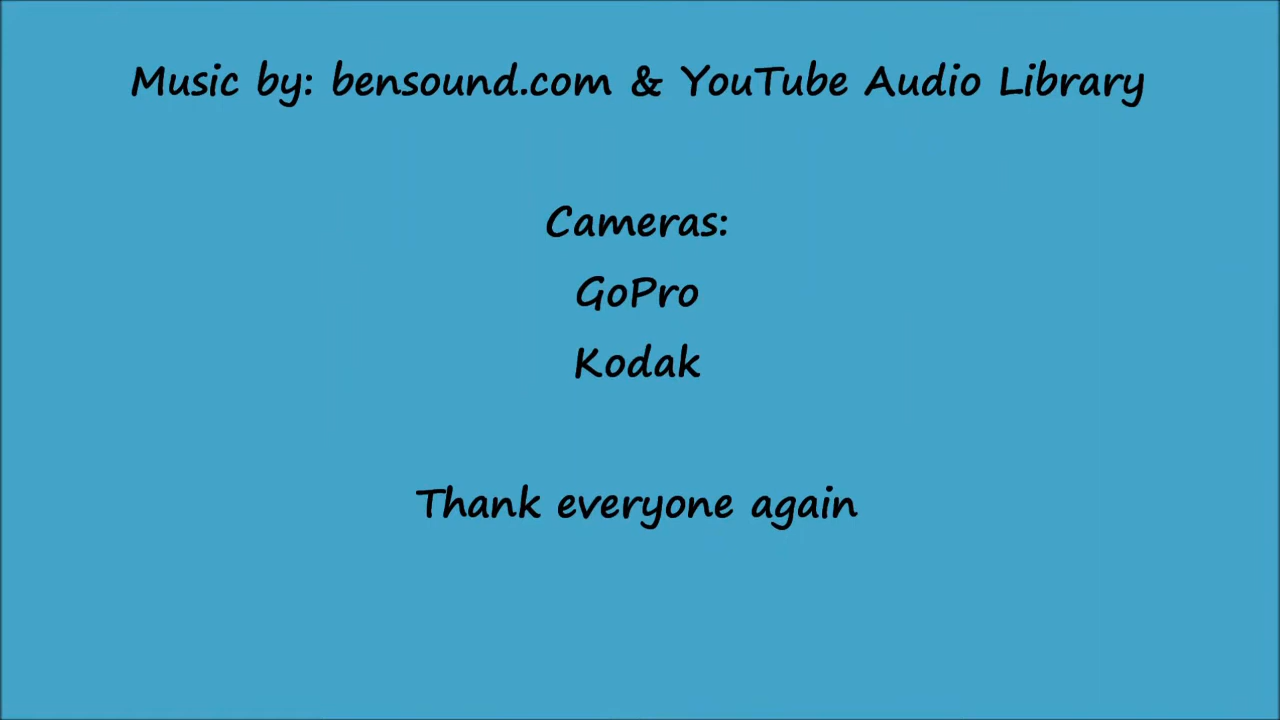 Music by: bensound.com & YouTube Audio Library
Cameras:
GoPro
Kodak
Thank everyone again